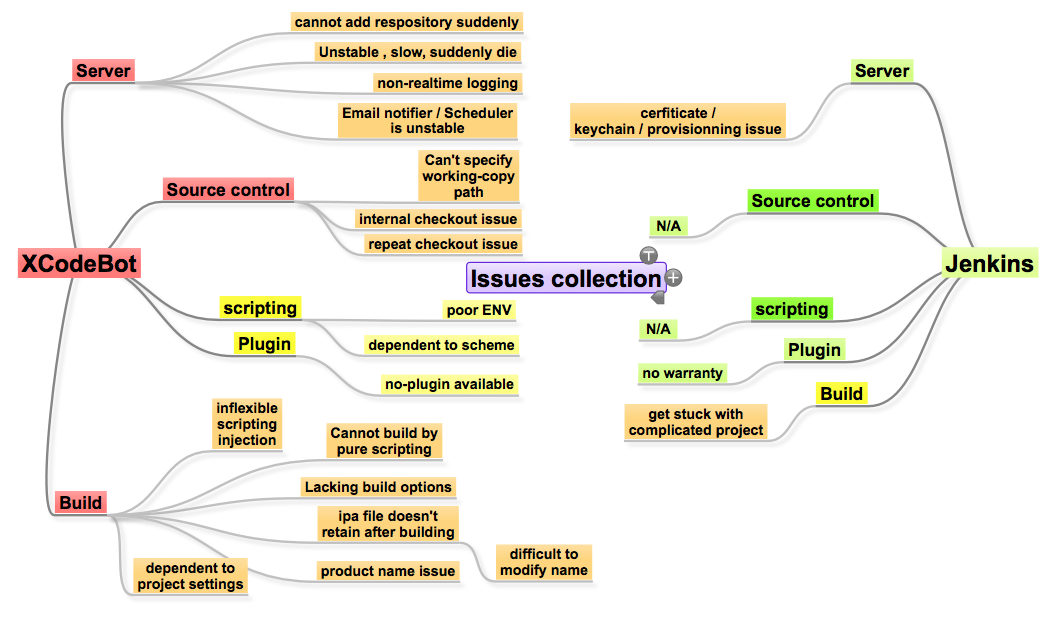 XCodeBot
Server
cannot add respository suddenly
Unstable , slow, suddenly die
non-realtime logging
Email notifier / Scheduler
is unstable
Source control
Can't specify
working-copy
path
internal checkout issue
repeat checkout issue
scripting
poor ENV
dependent to scheme
Plugin
no-plugin available
Build
inflexible
scripting
injection
Cannot build by
pure scripting
Lacking build options
ipa file doesn't
retain after building
difficult to
modify name
product name issue
dependent to
project settings
Issues collection
T
Jenkins
Server
cerfiticate /
keychain / provisionning issue
Source control
N/A
scripting
N/A
Plugin
no warranty
Build
get stuck with
complicated project